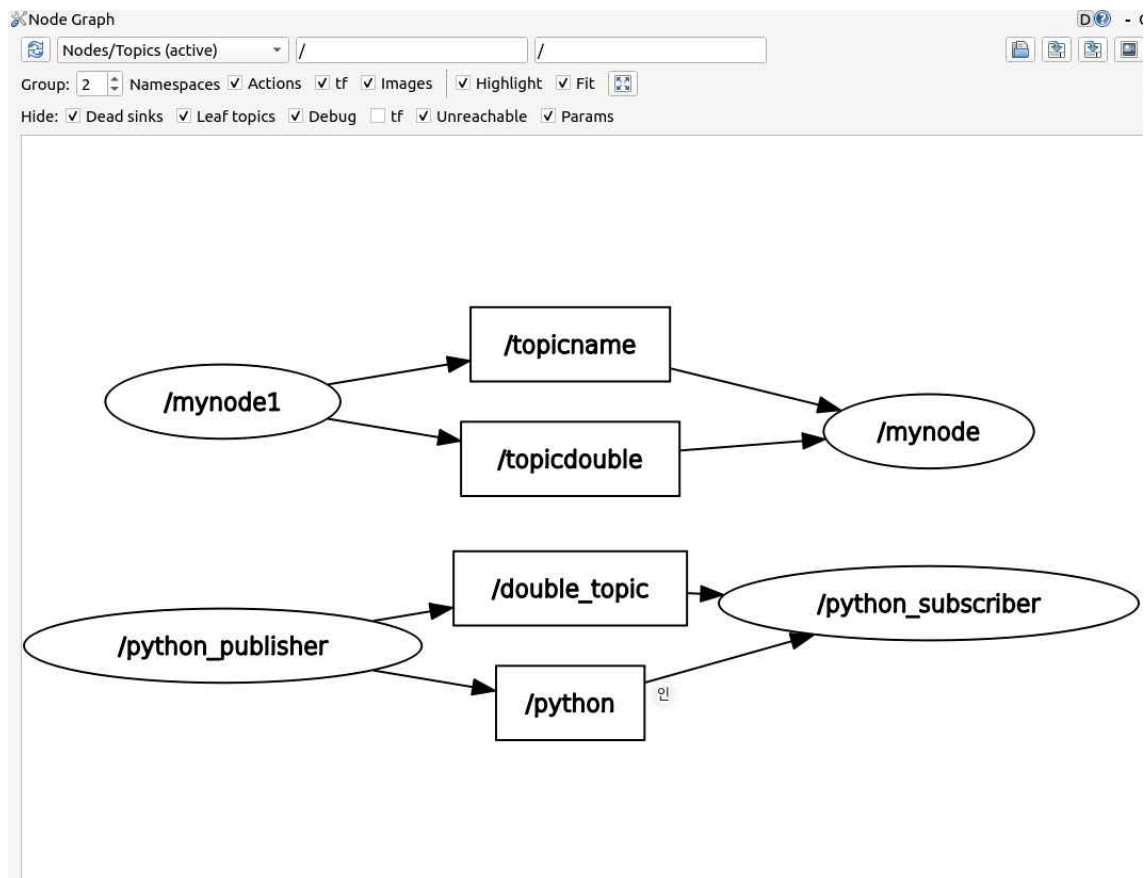 Node Graph D ? - 
Nodes/Topics (active) / /
Group: 2 Namespaces Actions tf Images Highlight Fit
Hide: Dead sinks Leaf topics Debug tf Unreachable Params
/topicname
/mynode1
/mynode
/topicdouble
/double_topic
/python_subscriber
/python_publisher
/python
인